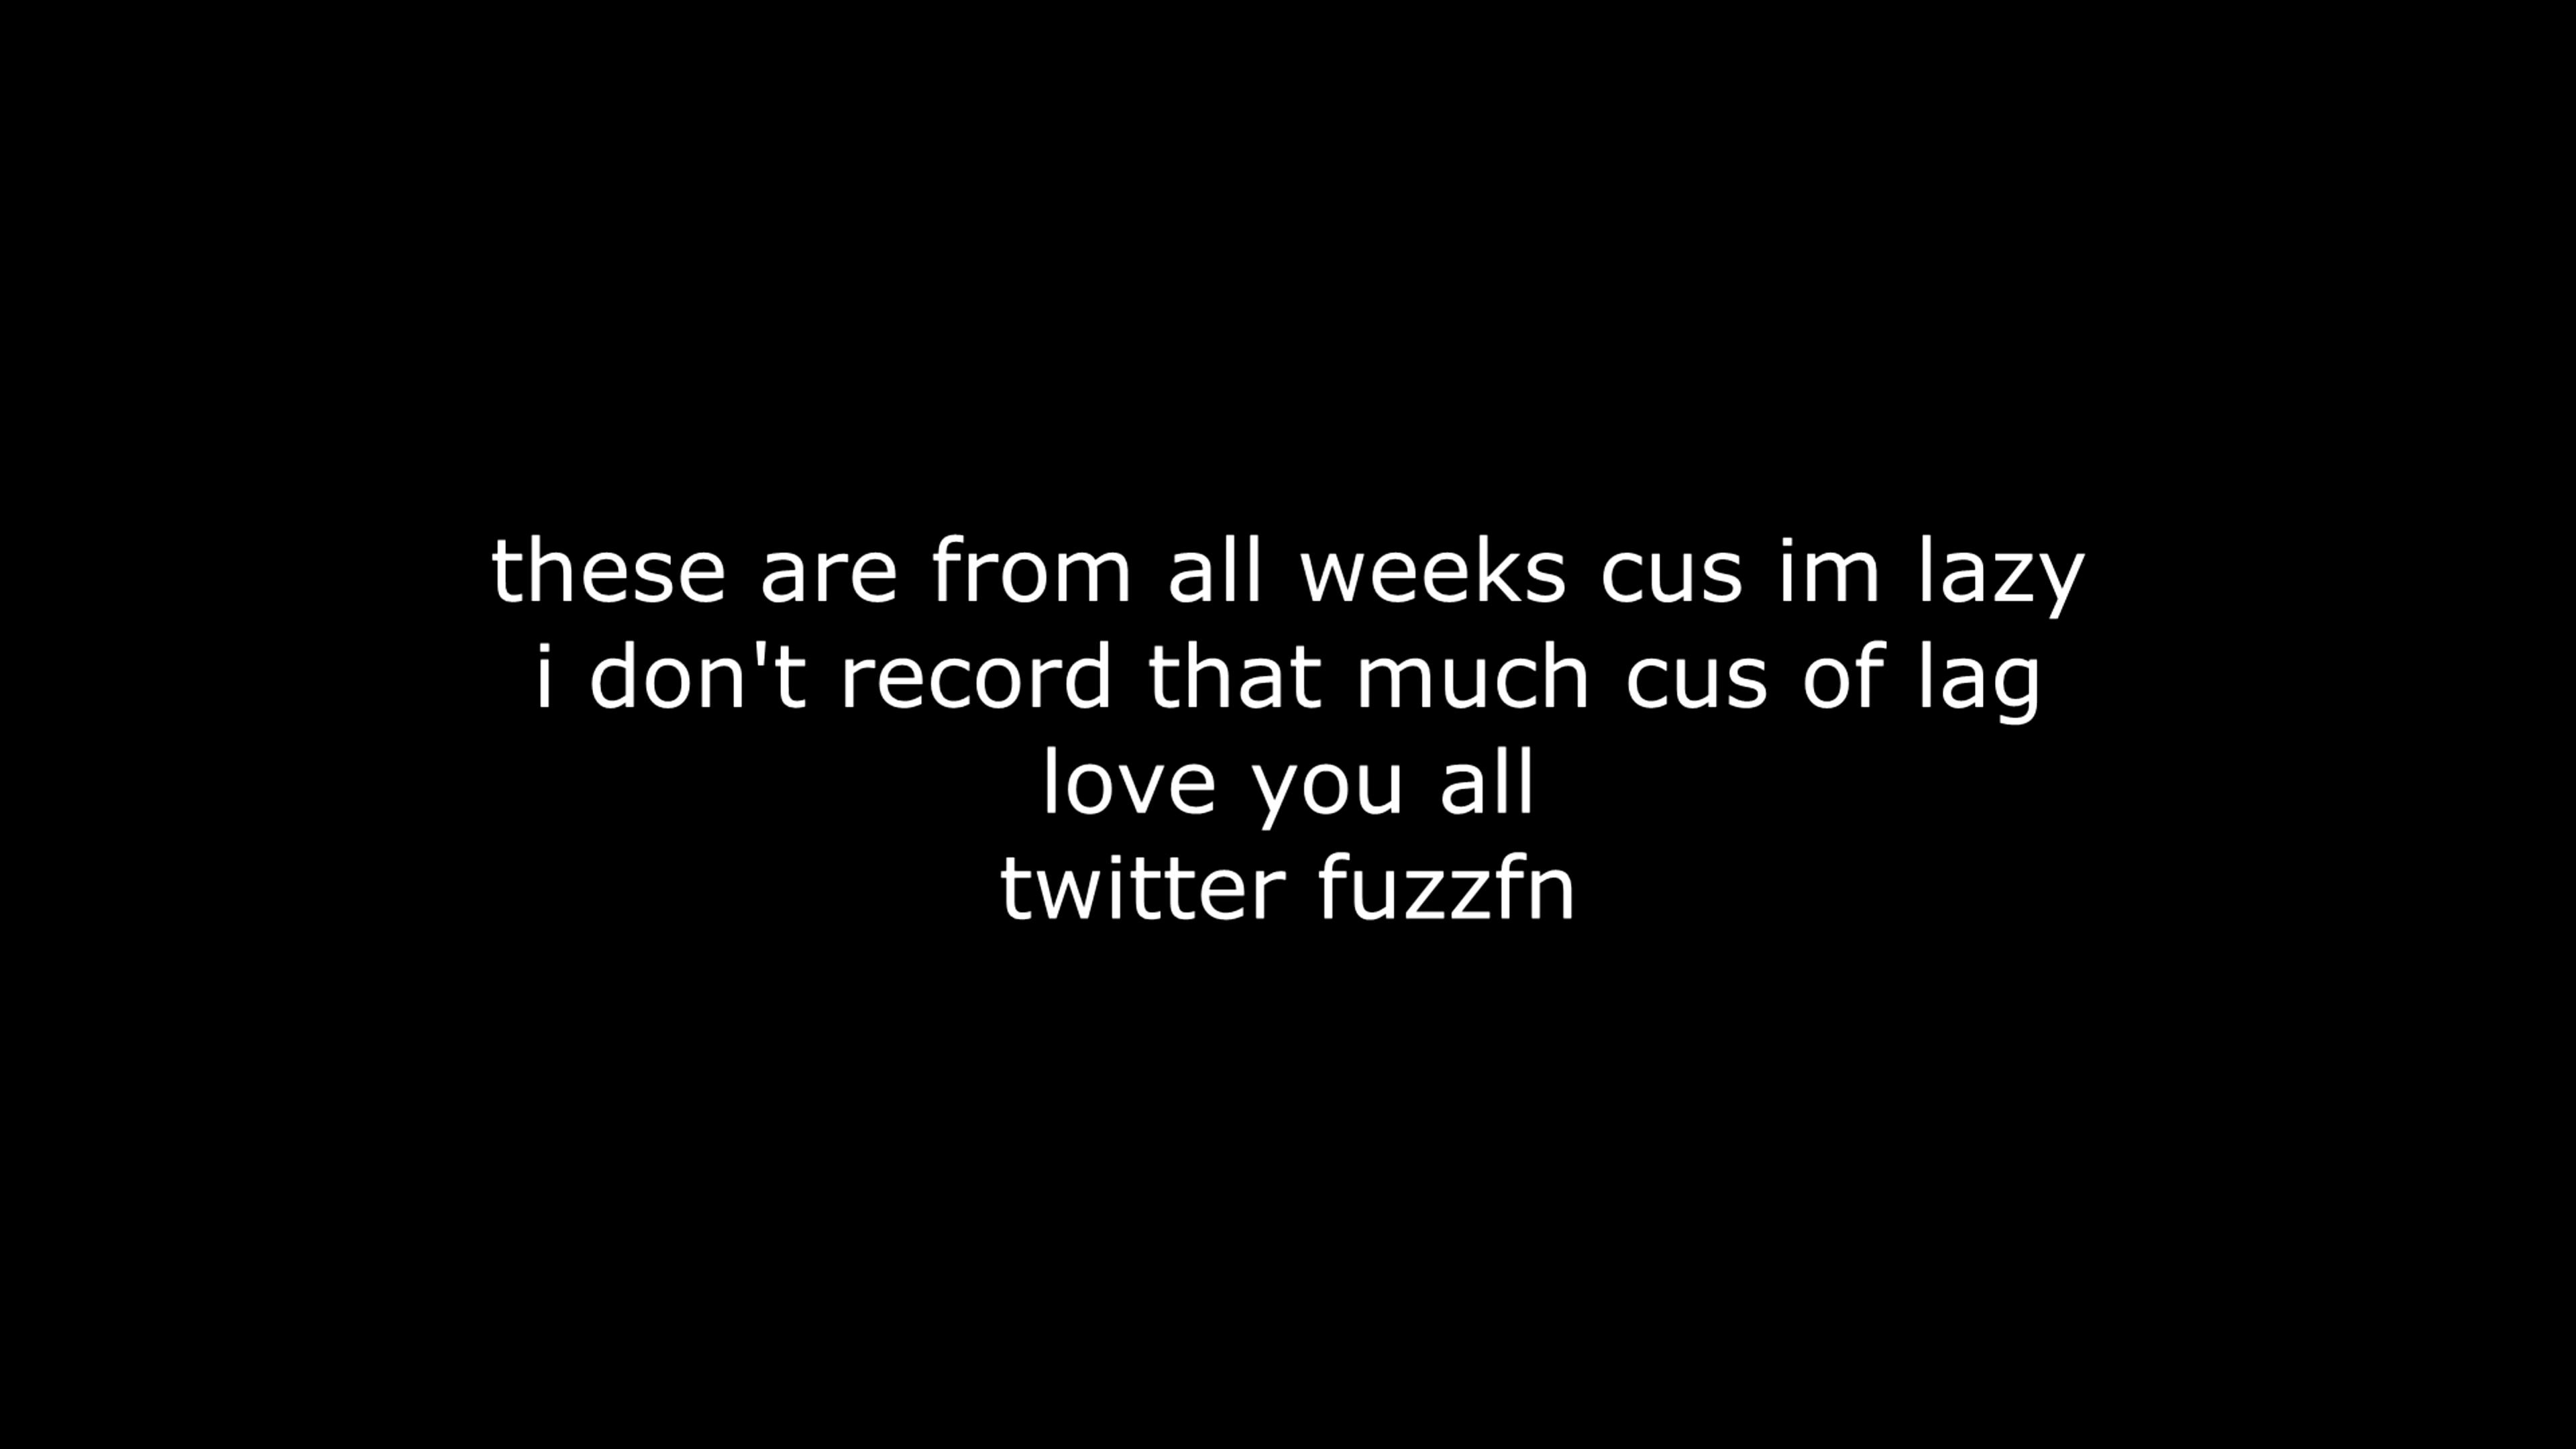 these are from all weeks cus im lazy
i don't record that much cus of lag
love you all
twitter fuzzfn